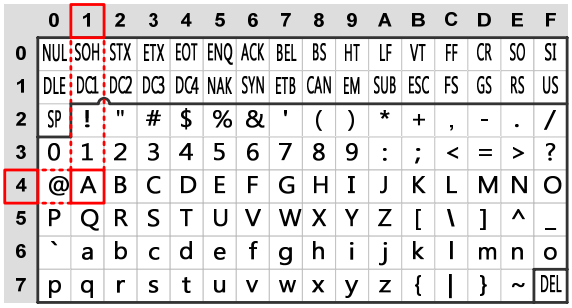 0 1 2 3 4 5 6 7 8 9 A B C D E F
0 NUL SOH STX ETX EOT ENQ ACK BEL BS HT LF VT FF CR SO SI
1 DLE DC1 DC2 DC3 DC4 NAK SYN ETB CAN EM SUB ESC FS GS RS US
2 SP ! " # $ % & ' ( ) * + , - . /
3 0 1 2 3 4 5 6 7 8 9 : ; < = > ?
4 @ A B C D E F G H I J K L M N O
5 P Q R S T U V W X Y Z [ \ ] ^ _
6 ` a b c d e f g h i j k l m n o
7 p q r s t u v w x y z { | } ~ DEL